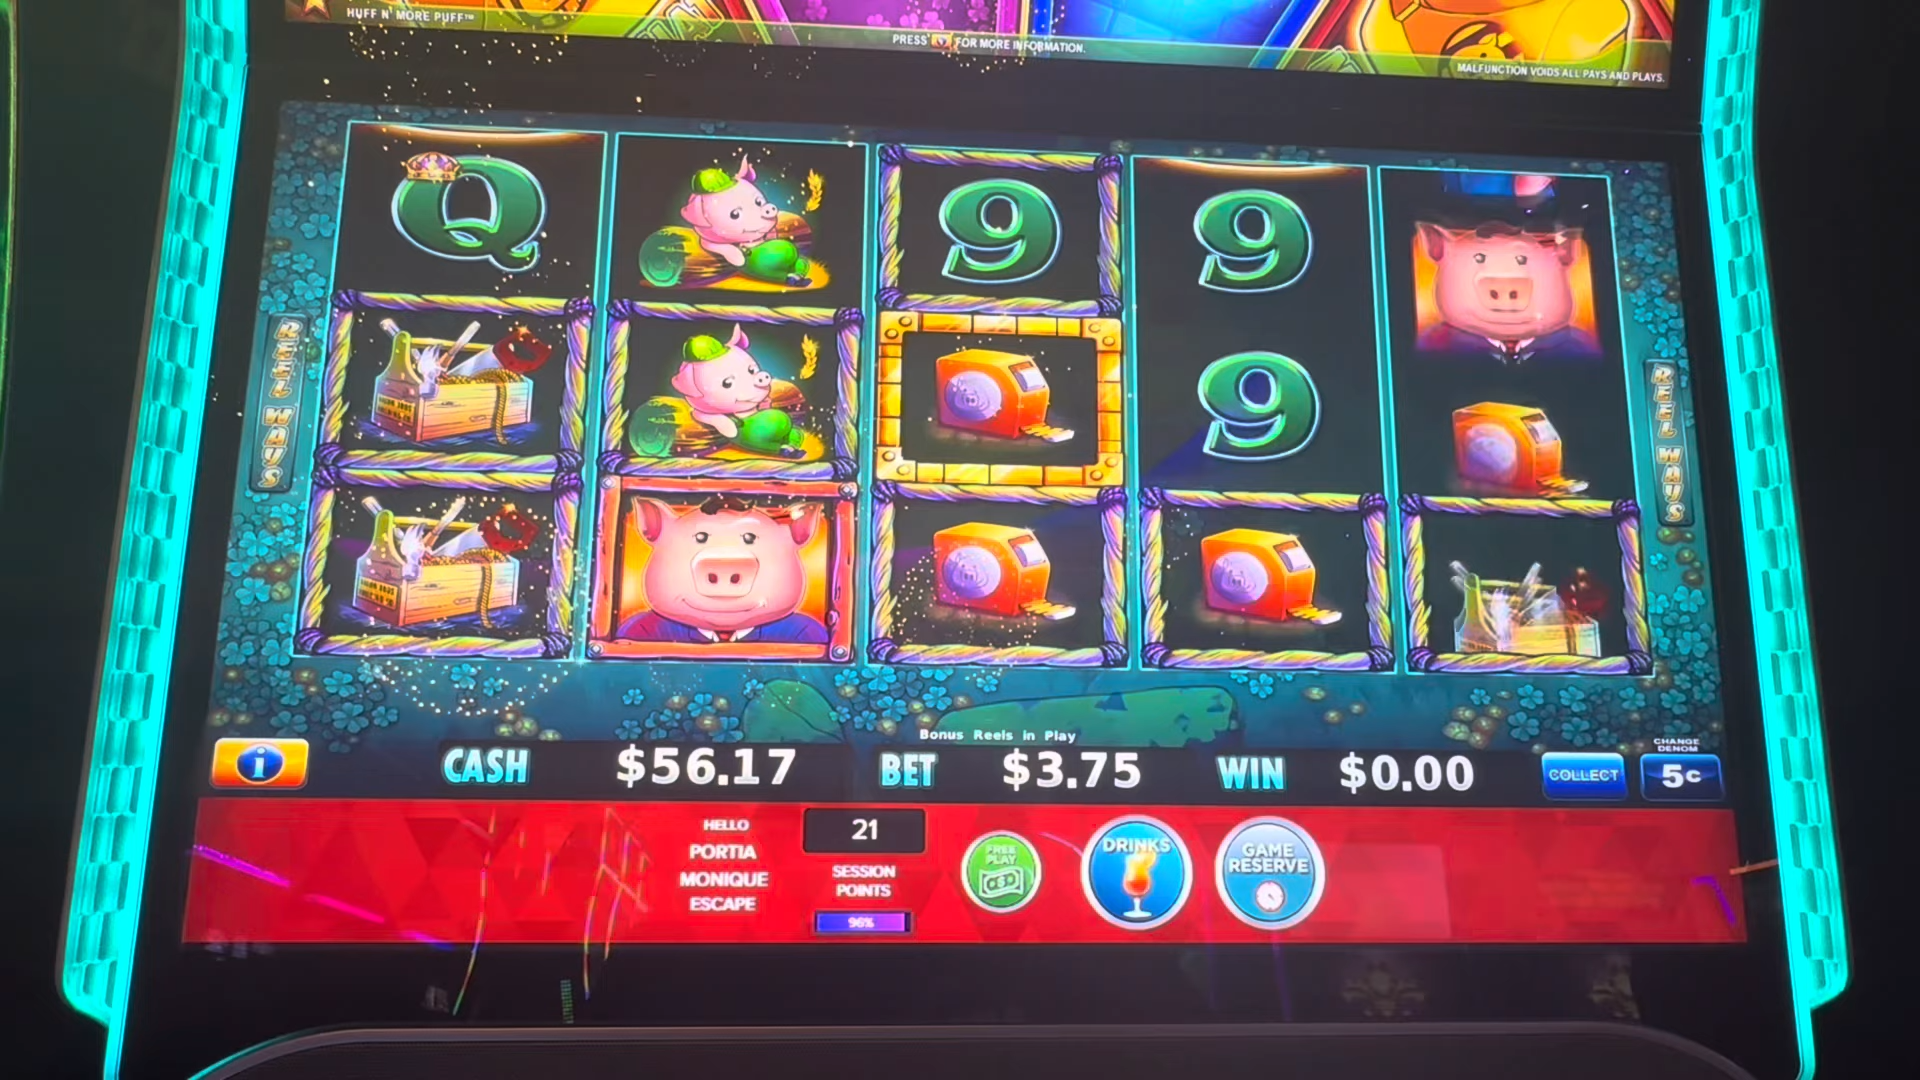 HUFF N' MORE PUFF™
PRESS FOR MORE INFORMATION.
MALFUNCTION VOIDS ALL PAYS AND PLAYS.
Q
9
9
9
REEL WAYS
REEL WAYS
Bonus Reels in Play
CASH $56.17 BET $3.75 WIN $0.00
COLLECT
CHANGE DENOM
5¢
HELLO
PORTIA
MONIQUE
ESCAPE
21
SESSION
POINTS
96%
FREE
PLAY
DRINKS
GAME
RESERVE